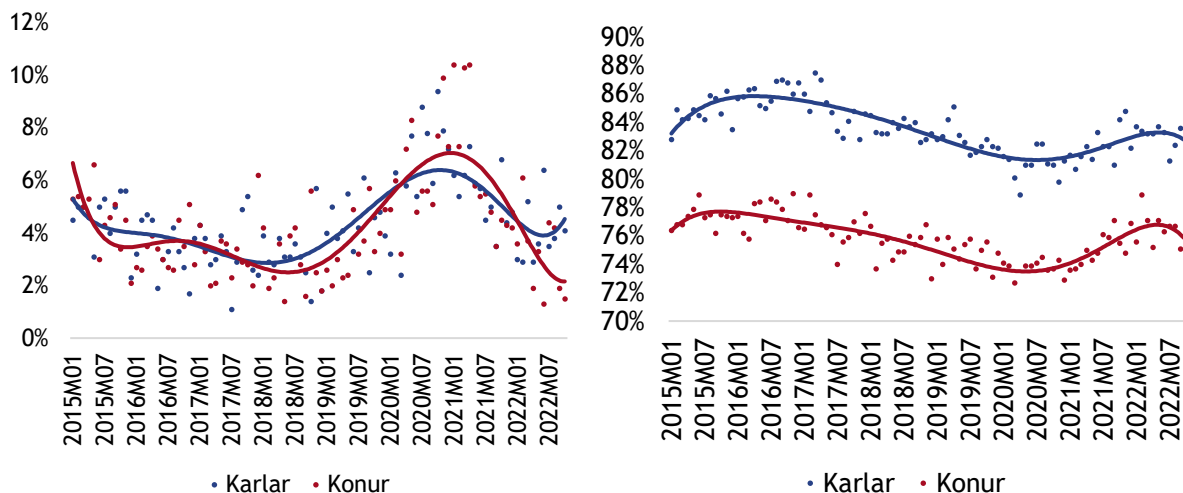 12%
10%
8%
6%
4%
2%
0%
2015M01
2015M07
2016M01
2016M07
2017M01
2017M07
2018M01
2018M07
2019M01
2019M07
2020M01
2020M07
2021M01
2021M07
2022M01
2022M07
Karlar
Konur
90%
88%
86%
84%
82%
80%
78%
76%
74%
72%
70%
2015M01
2015M07
2016M01
2016M07
2017M01
2017M07
2018M01
2018M07
2019M01
2019M07
2020M01
2020M07
2021M01
2021M07
2022M01
2022M07
Karlar
Konur